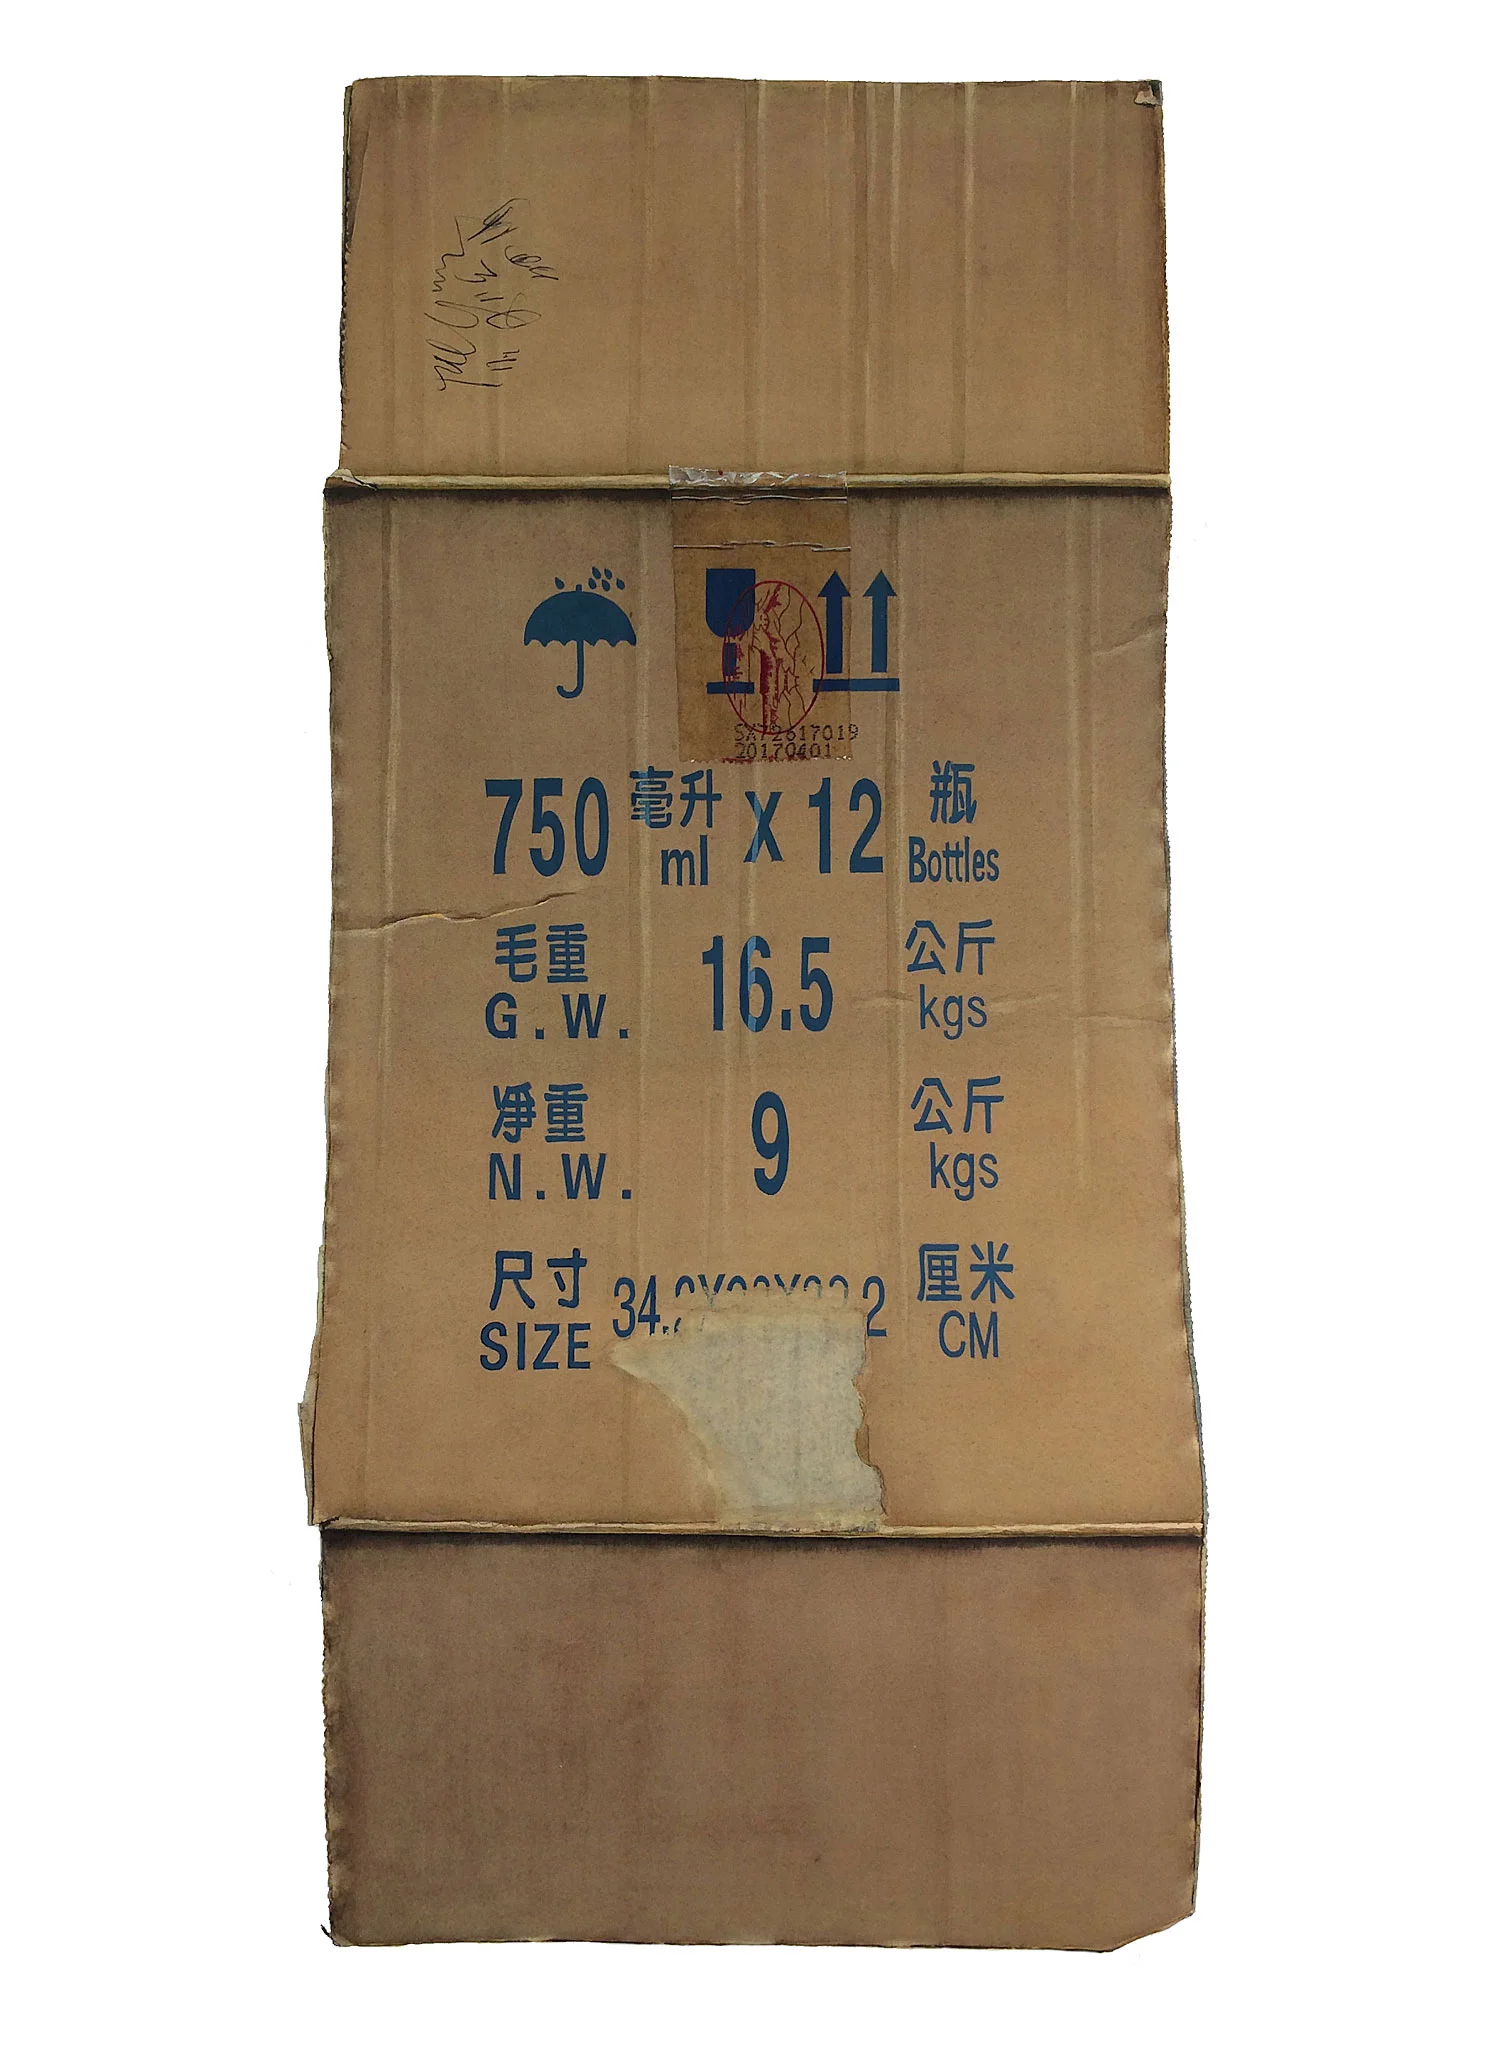 SX72617019
20170401
750 毫升 ml X 12 瓶 Bottles
毛重 G.W. 16.5 公斤 kgs
凈重 N.W. 9 公斤 kgs
尺寸 SIZE 厘米 CM